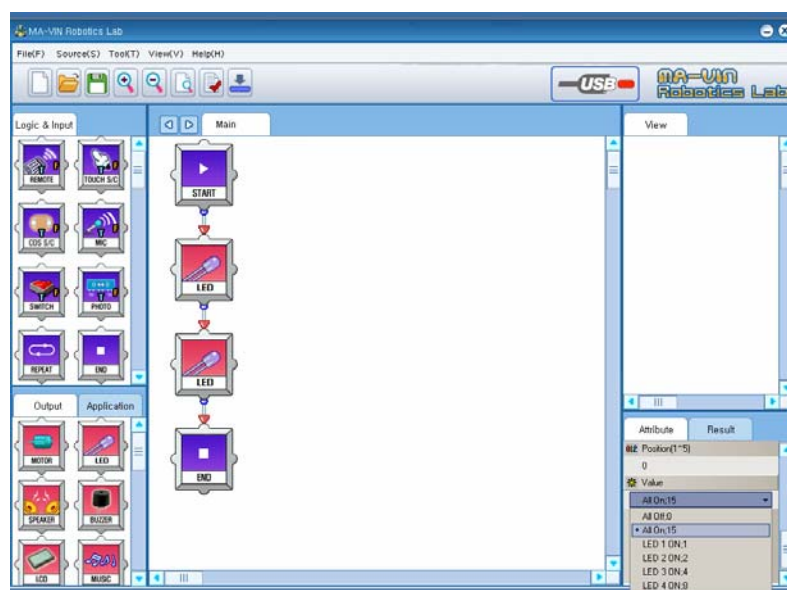 MA-VIN Robotics Lab
File(F) Source(S) Tool(T) View(V) Help(H)
USB
MA-VIN
Robotics Lab
Logic & Input
Main
View
REMOTE
TOUCH S/C
COS S/C
MIC
SWITCH
PHOTO
REPEAT
END
START
LED
LED
END
Output
Application
MOTOR
LED
SPEAKER
BUZZER
LCD
MUSIC
Attribute
Result
Position(1~5)
0
Value
All On;15
All Off;0
All On;15
LED 1 ON;1
LED 2 ON;2
LED 3 ON;4
LED 4 ON;8